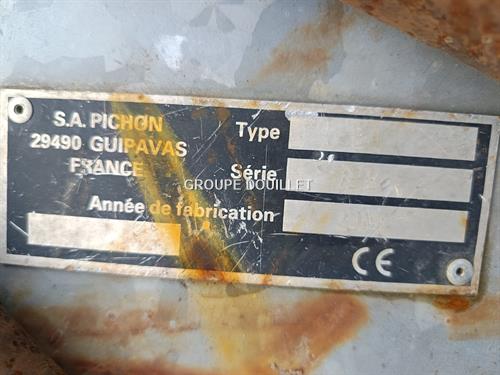 S.A. PICHON
29490 GUIPAVAS
FRANCE
Type
Série
Année de fabrication
GROUPE DOUILLET
CE